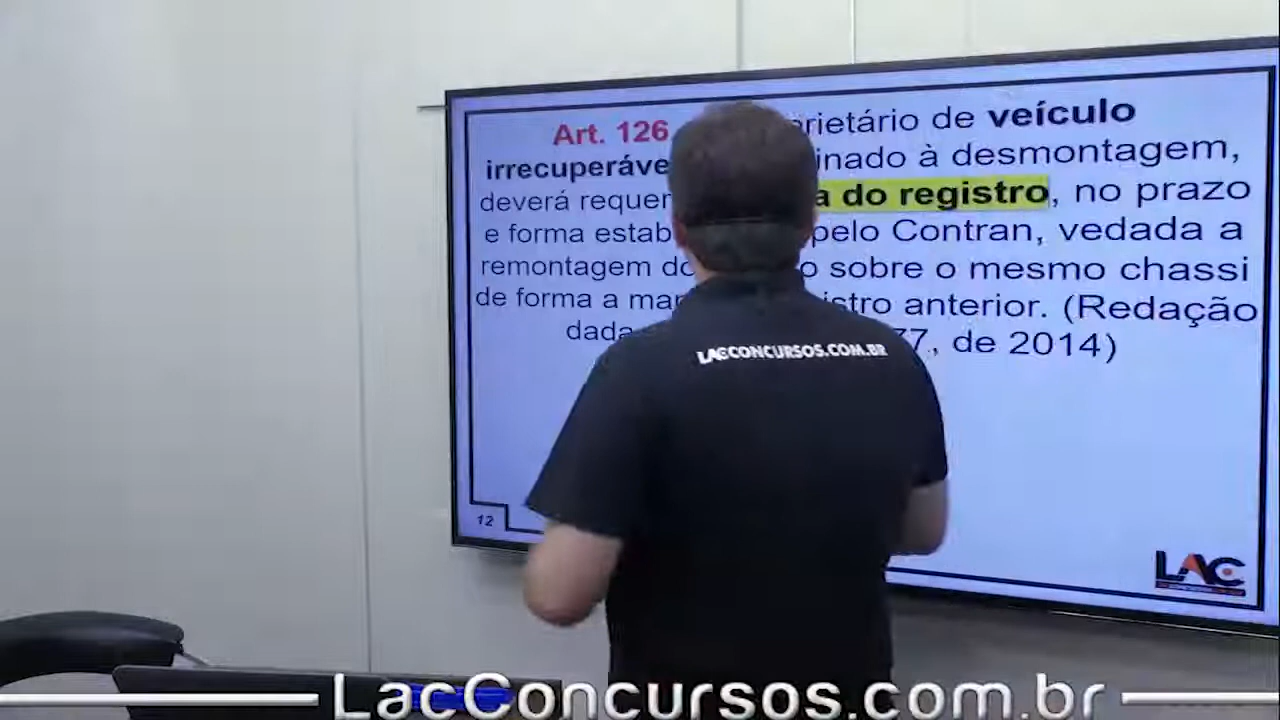 Art. 126 prietário de veículo
irrecuperáve inado à desmontagem,
deverá requer a do registro, no prazo
e forma estab pelo Contran, vedada a
remontagem do o sobre o mesmo chassi
de forma a ma istro anterior. (Redação
dada 77, de 2014)
LACCONCURSOS.COM.BR
12
LAC
LacConcursos.com.br